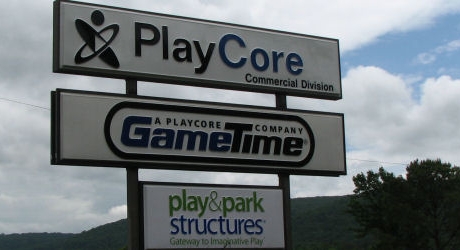 PlayCore
Commercial Division
A PLAYCORE COMPANY
GameTime®
play&park
structures
Gateway to Imaginative Play